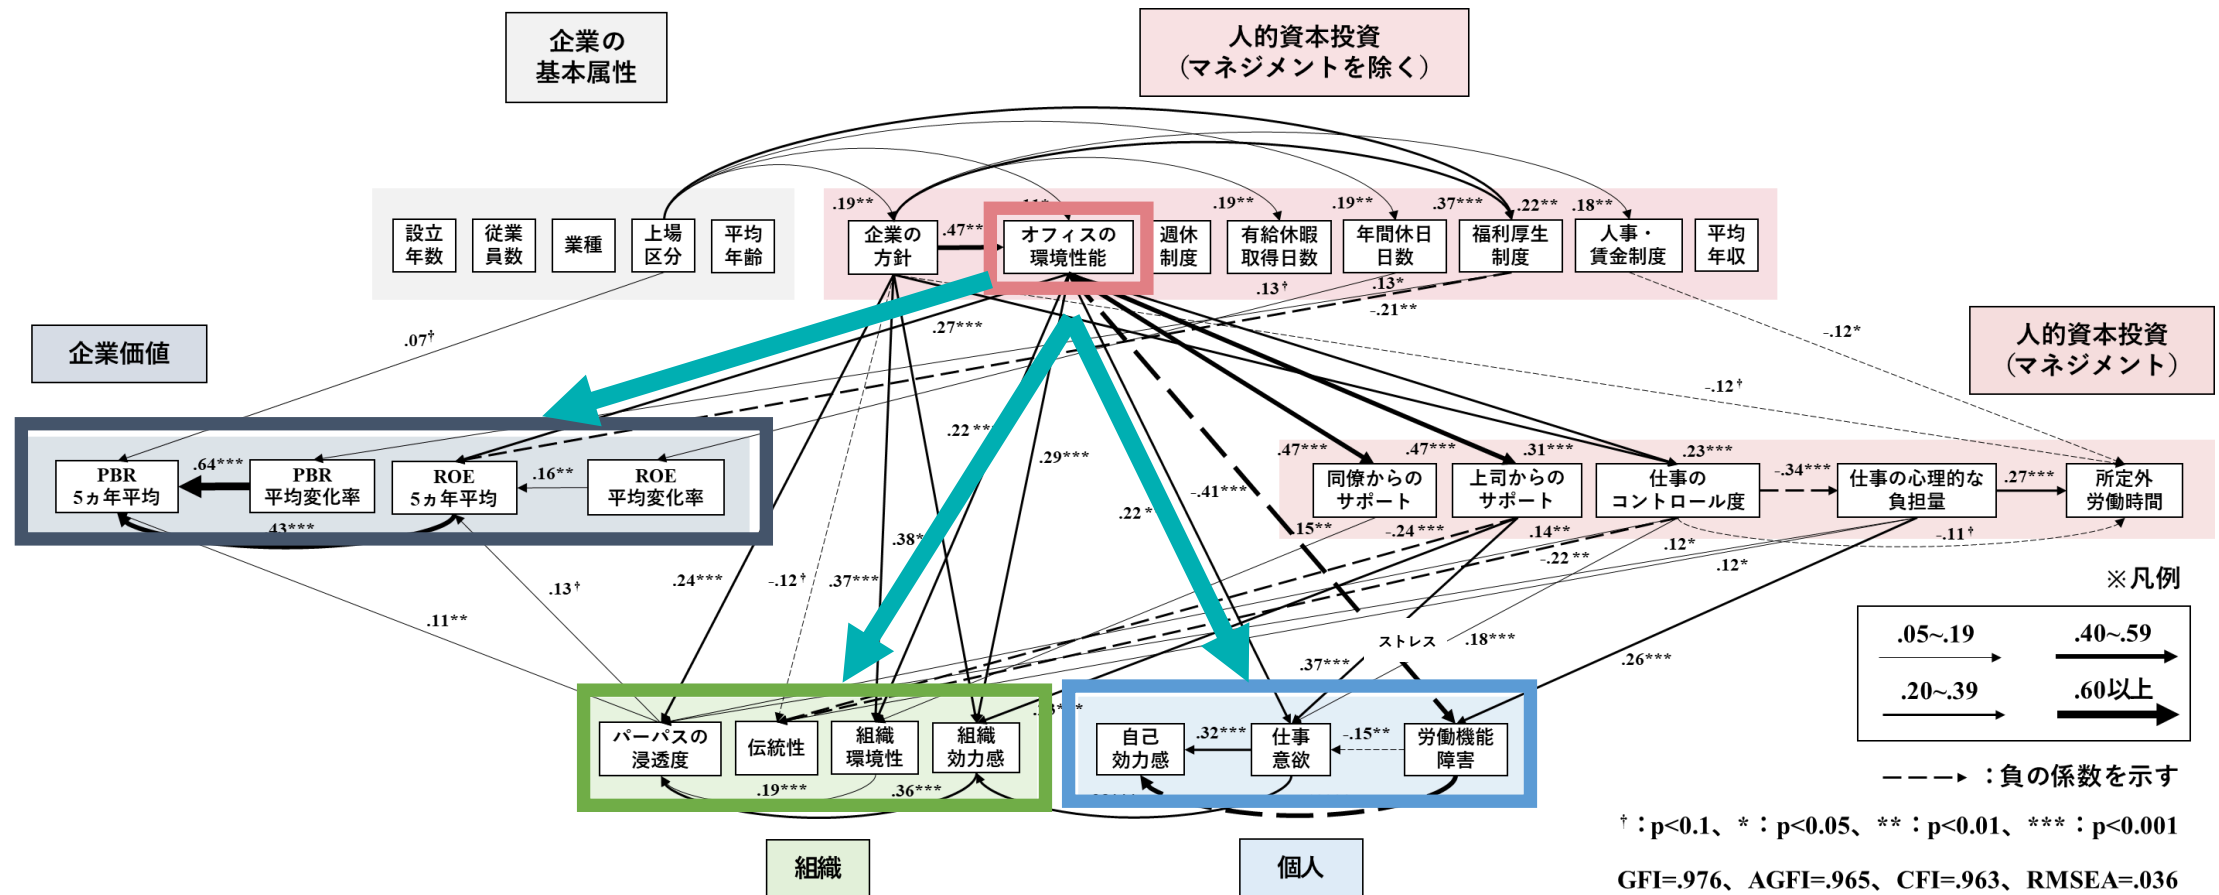 企業の
基本属性
人的資本投資
（マネジメントを除く）
.19**
.19**
.19**
.37***
.22**
.18**
設立
年数
従業
員数
業種
上場
区分
平均
年齢
企業の
方針
.47**
オフィスの
環境性能
週休
制度
有給休暇
取得日数
年間休日
日数
福利厚生
制度
人事・
賃金制度
平均
年収
.13†
.13*
-.21**
.07†
.27***
-.12*
企業価値
人的資本投資
（マネジメント）
-.12†
.22**
.29***
-.41***
.22*
.47***
.47***
.31***
.23***
PBR
5ヵ年平均
.64***
PBR
平均変化率
ROE
5ヵ年平均
.16**
ROE
平均変化率
.43***
同僚からの
サポート
上司からの
サポート
仕事の
コントロール度
-.34***
仕事の心理的な
負担量
.27***
所定外
労働時間
.15**
-.24***
.14**
-.22**
.12*
.12*
-.11†
.38*
.24***
-.12†
.37***
.13†
.11**
ストレス
.18***
.37***
.26***
※凡例
.05~.19
.40~.59
.20~.39
.60以上
：負の係数を示す
パーパスの
浸透度
伝統性
組織
環境性
組織
効力感
.19***
.36***
自己
効力感
.32***
仕事
意欲
-.15**
労働機能
障害
†：p<0.1、*：p<0.05、**：p<0.01、***：p<0.001
組織
個人
GFI=.976、AGFI=.965、CFI=.963、RMSEA=.036